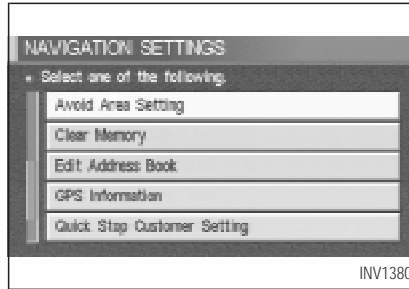 NAVIGATION SETTINGS
Select one of the following.
Avoid Area Setting
Clear Memory
Edit Address Book
GPS Information
Quick Stop Customer Setting
INV1380